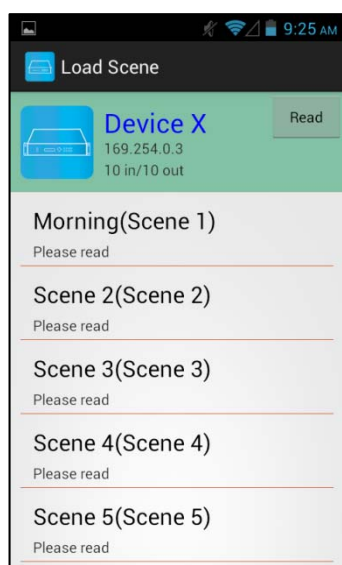 9:25 AM
Load Scene
Device X
Read
169.254.0.3
10 in/10 out
Morning(Scene 1)
Please read
Scene 2(Scene 2)
Please read
Scene 3(Scene 3)
Please read
Scene 4(Scene 4)
Please read
Scene 5(Scene 5)
Please read